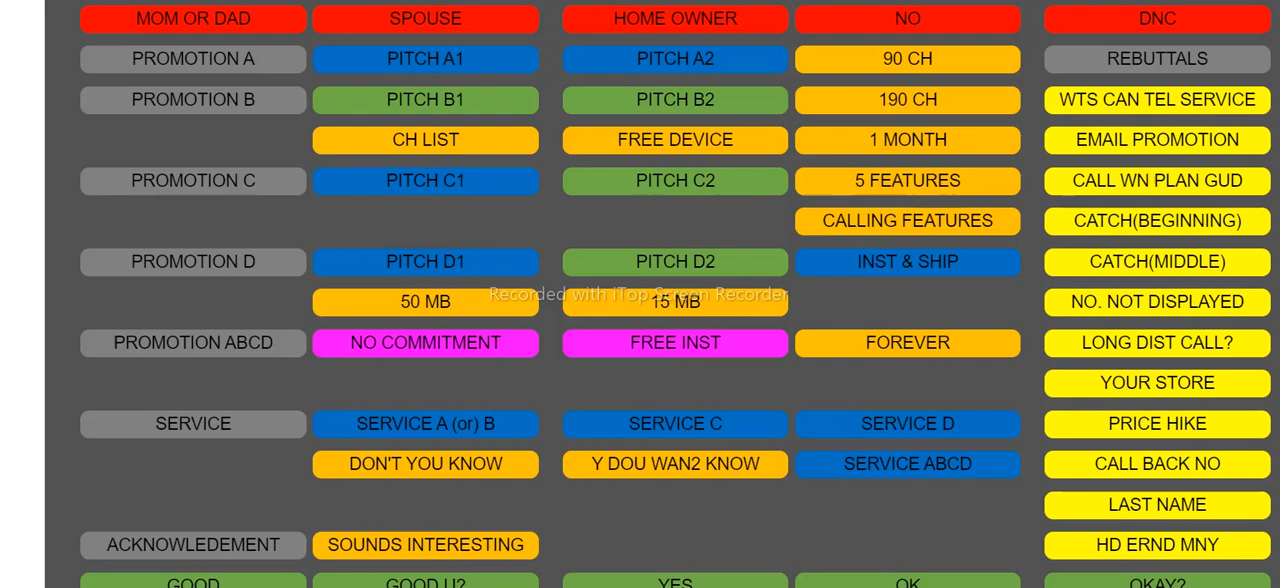 MOM OR DAD SPOUSE HOME OWNER NO DNC
PROMOTION A PITCH A1 PITCH A2 90 CH REBUTTALS
PROMOTION B PITCH B1 PITCH B2 190 CH WTS CAN TEL SERVICE
CH LIST FREE DEVICE 1 MONTH EMAIL PROMOTION
PROMOTION C PITCH C1 PITCH C2 5 FEATURES CALL WN PLAN GUD
CALLING FEATURES CATCH(BEGINNING)
PROMOTION D PITCH D1 PITCH D2 INST & SHIP CATCH(MIDDLE)
Recorded with iTop Screen Recorder
50 MB 15 MB NO. NOT DISPLAYED
PROMOTION ABCD NO COMMITMENT FREE INST FOREVER LONG DIST CALL?
YOUR STORE
SERVICE SERVICE A (or) B SERVICE C SERVICE D PRICE HIKE
DON'T YOU KNOW Y DOU WAN2 KNOW SERVICE ABCD CALL BACK NO
LAST NAME
ACKNOWLEDEMENT SOUNDS INTERESTING HD ERND MNY
GOOD GOOD U? YES OK OKAY?